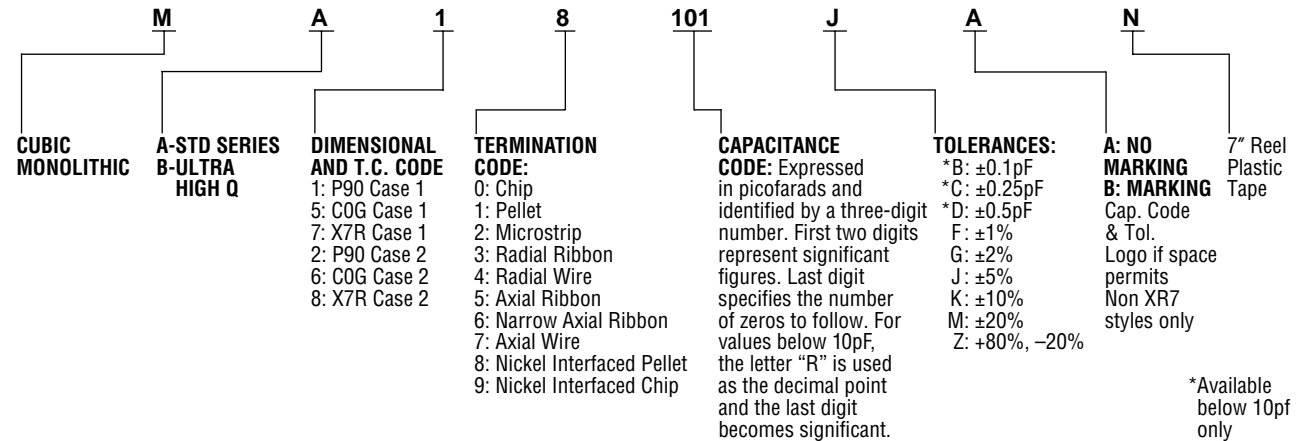 M A 1 8 101 J A N
CUBIC
MONOLITHIC
A-STD SERIES
B-ULTRA
HIGH Q
DIMENSIONAL
AND T.C. CODE
1: P90 Case 1
5: C0G Case 1
7: X7R Case 1
2: P90 Case 2
6: C0G Case 2
8: X7R Case 2
TERMINATION
CODE:
0: Chip
1: Pellet
2: Microstrip
3: Radial Ribbon
4: Radial Wire
5: Axial Ribbon
6: Narrow Axial Ribbon
7: Axial Wire
8: Nickel Interfaced Pellet
9: Nickel Interfaced Chip
CAPACITANCE
CODE: Expressed
in picofarads and
identified by a three-digit
number. First two digits
represent significant
figures. Last digit
specifies the number
of zeros to follow. For
values below 10pF,
the letter “R” is used
as the decimal point
and the last digit
becomes significant.
TOLERANCES:
*B: ±0.1pF
*C: ±0.25pF
*D: ±0.5pF
F: ±1%
G: ±2%
J: ±5%
K: ±10%
M: ±20%
Z: +80%, –20%
A: NO
MARKING
B: MARKING
Cap. Code
& Tol.
Logo if space
permits
Non XR7
styles only
7″ Reel
Plastic
Tape
*Available
below 10pf
only